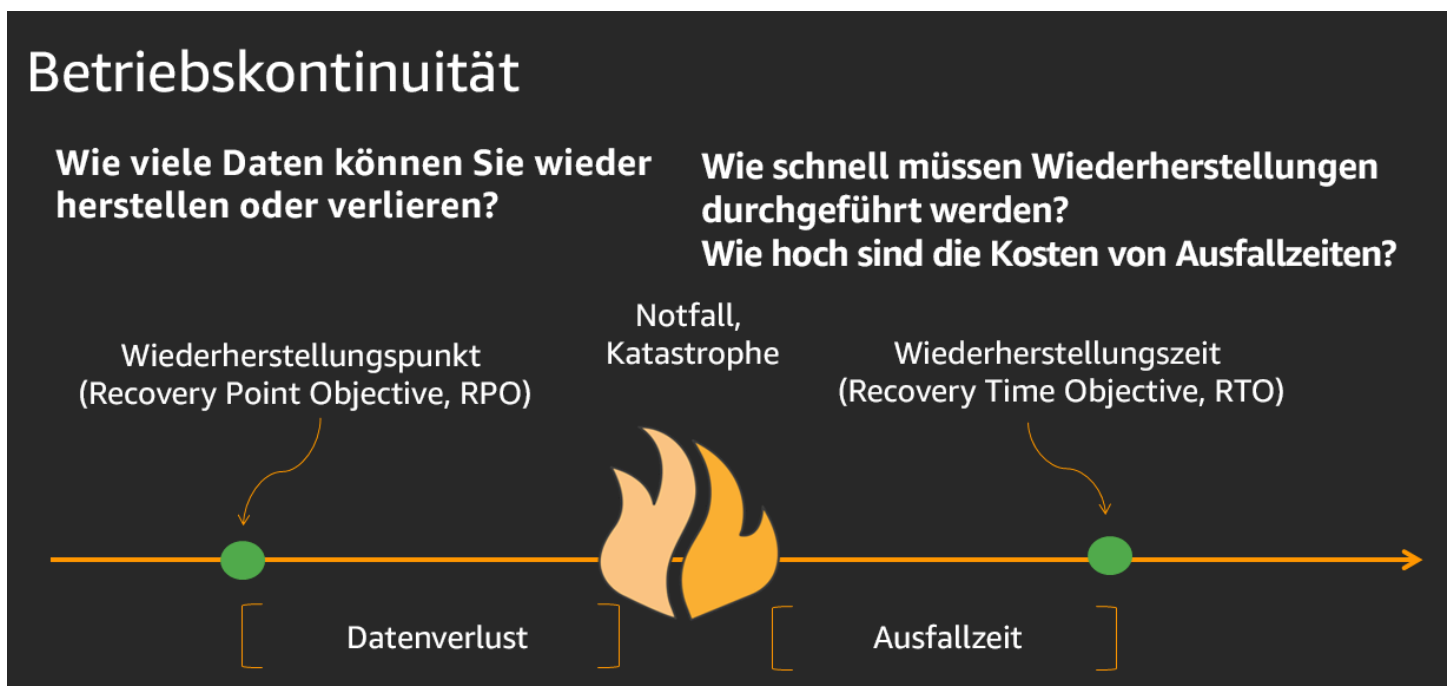 Betriebskontinuität
Wie viele Daten können Sie wieder
herstellen oder verlieren?
Wie schnell müssen Wiederherstellungen
durchgeführt werden?
Wie hoch sind die Kosten von Ausfallzeiten?
Wiederherstellungspunkt
(Recovery Point Objective, RPO)
Notfall,
Katastrophe
Wiederherstellungszeit
(Recovery Time Objective, RTO)
Datenverlust
Ausfallzeit